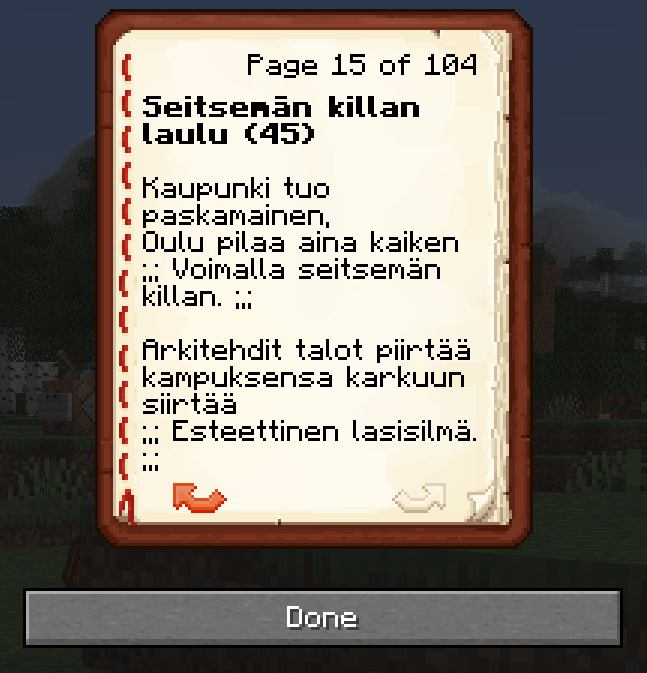 Page 15 of 104
Seitsemän killan
laulu (45)
Kaupunki tuo
paskamainen,
Oulu pilaa aina kaiken
;,; Voimalla seitsemän
killan. ;,;
Arkitehdit talot piirtää
kampuksensa karkuun
siirtää
;,; Esteettinen lasisilmä.
;,;
Done